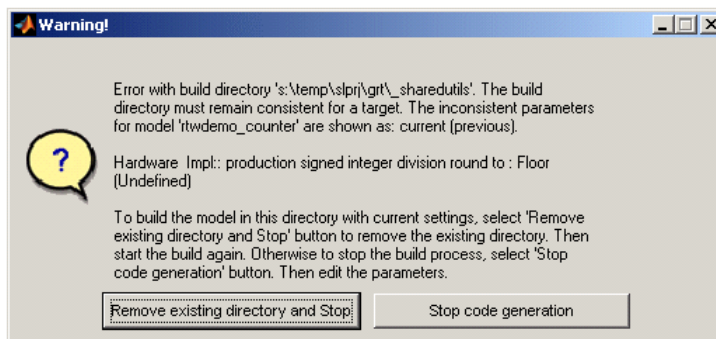 Warning!
Error with build directory 's:\temp\slprj\grt\_sharedutils'. The build
directory must remain consistent for a target. The inconsistent parameters
for model 'rtwdemo_counter' are shown as: current (previous).
Hardware Impl:: production signed integer division round to : Floor
(Undefined)
To build the model in this directory with current settings, select 'Remove
existing directory and Stop' button to remove the existing directory. Then
start the build again. Otherwise to stop the build process, select 'Stop
code generation' button. Then edit the parameters.
?
Remove existing directory and Stop
Stop code generation